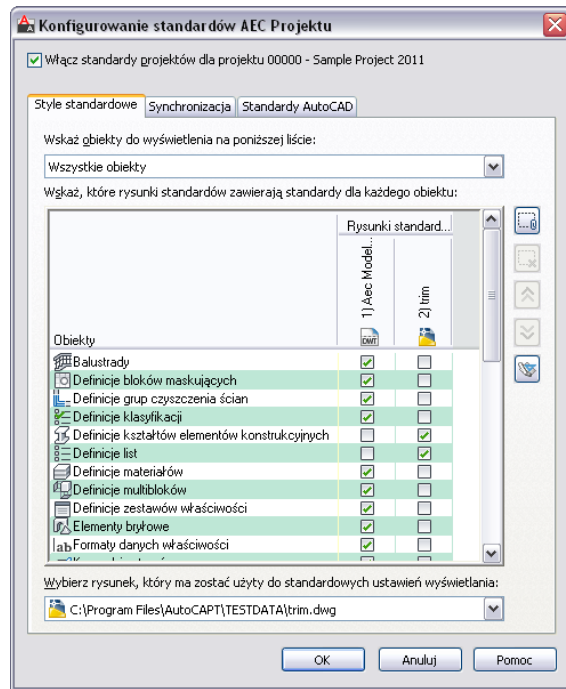 Konfigurowanie standardów AEC Projektu
Włącz standardy projektów dla projektu 00000 - Sample Project 2011
Style standardowe
Synchronizacja
Standardy AutoCAD
Wskaż obiekty do wyświetlenia na poniższej liście:
Wszystkie obiekty
Wskaż, które rysunki standardów zawierają standardy dla każdego obiektu:
Rysunki standard...
1) Aec Model...
2) trim
DWT
Obiekty
Balustrady
Definicje bloków maskujących
Definicje grup czyszczenia ścian
Definicje klasyfikacji
Definicje kształtów elementów konstrukcyjnych
Definicje list
Definicje materiałów
Definicje multibloków
Definicje zestawów właściwości
Elementy bryłowe
Formaty danych właściwości
Wybierz rysunek, który ma zostać użyty do standardowych ustawień wyświetlania:
C:\Program Files\AutoCAPT\TESTDATA\trim.dwg
OK
Anuluj
Pomoc